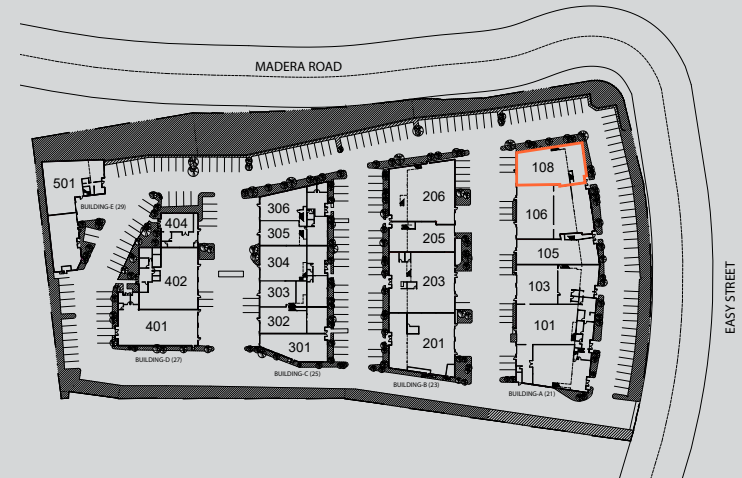 MADERA ROAD
EASY STREET
501
BUILDING-E (29)
404
402
401
BUILDING-D (27)
306
305
304
303
302
301
BUILDING-C (25)
206
205
203
201
BUILDING-B (23)
108
106
105
103
101
BUILDING-A (21)